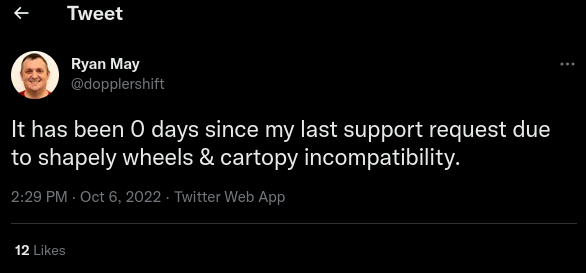 Tweet
Ryan May
@dopplershift
It has been 0 days since my last support request due
to shapely wheels & cartopy incompatibility.
2:29 PM · Oct 6, 2022 · Twitter Web App
12 Likes